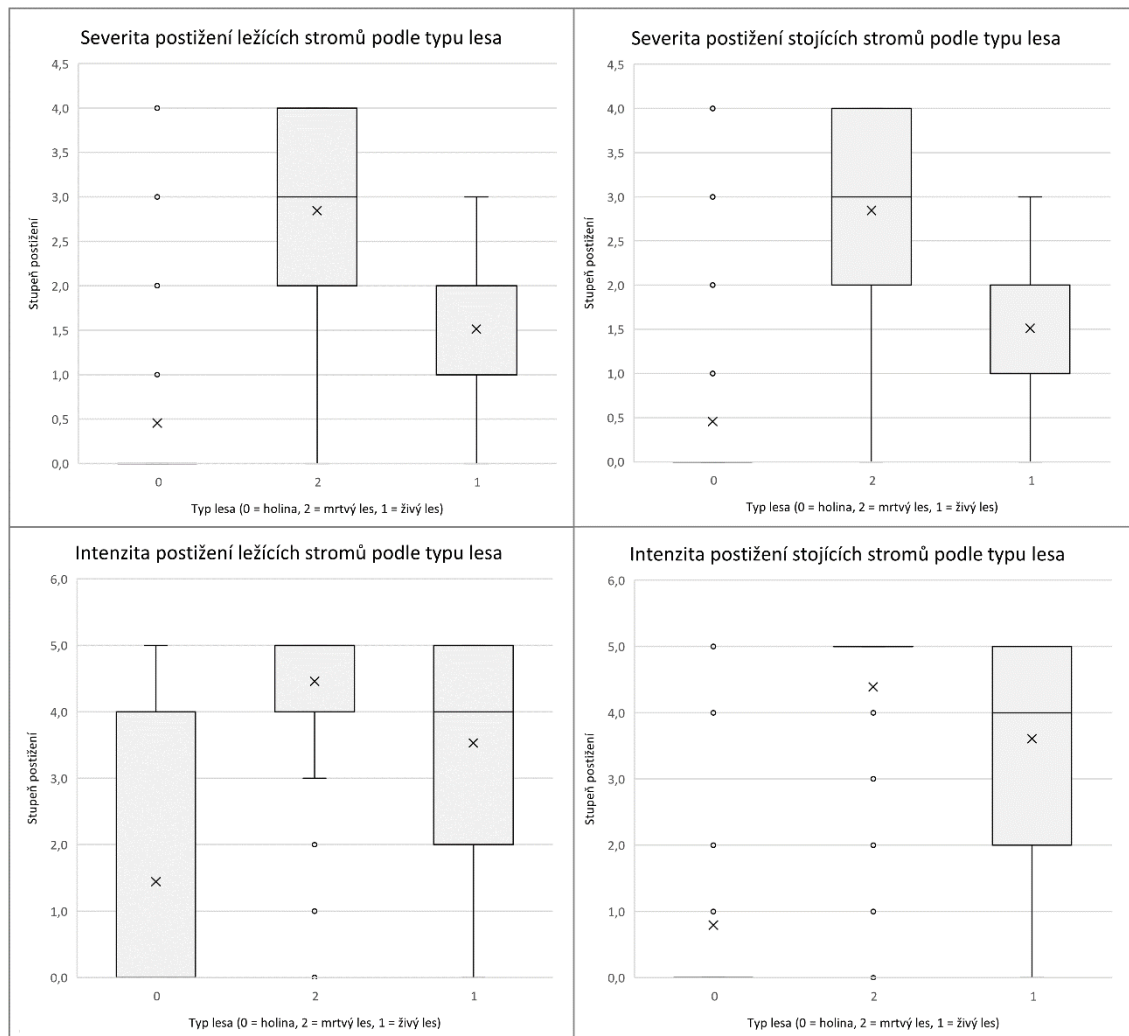 Severita postižení ležících stromů podle typu lesa
4,5
4,0
3,5
3,0
2,5
2,0
1,5
1,0
0,5
0,0
Stupeň postižení
0 2 1
Typ lesa (0 = holina, 2 = mrtvý les, 1 = živý les)
Severita postižení stojících stromů podle typu lesa
4,5
4,0
3,5
3,0
2,5
2,0
1,5
1,0
0,5
0,0
Stupeň postižení
0 2 1
Typ lesa (0 = holina, 2 = mrtvý les, 1 = živý les)
Intenzita postižení ležících stromů podle typu lesa
6,0
5,0
4,0
3,0
2,0
1,0
0,0
Stupeň postižení
0 2 1
Typ lesa (0 = holina, 2 = mrtvý les, 1 = živý les)
Intenzita postižení stojících stromů podle typu lesa
6,0
5,0
4,0
3,0
2,0
1,0
0,0
Stupeň postižení
0 2 1
Typ lesa (0 = holina, 2 = mrtvý les, 1 = živý les)